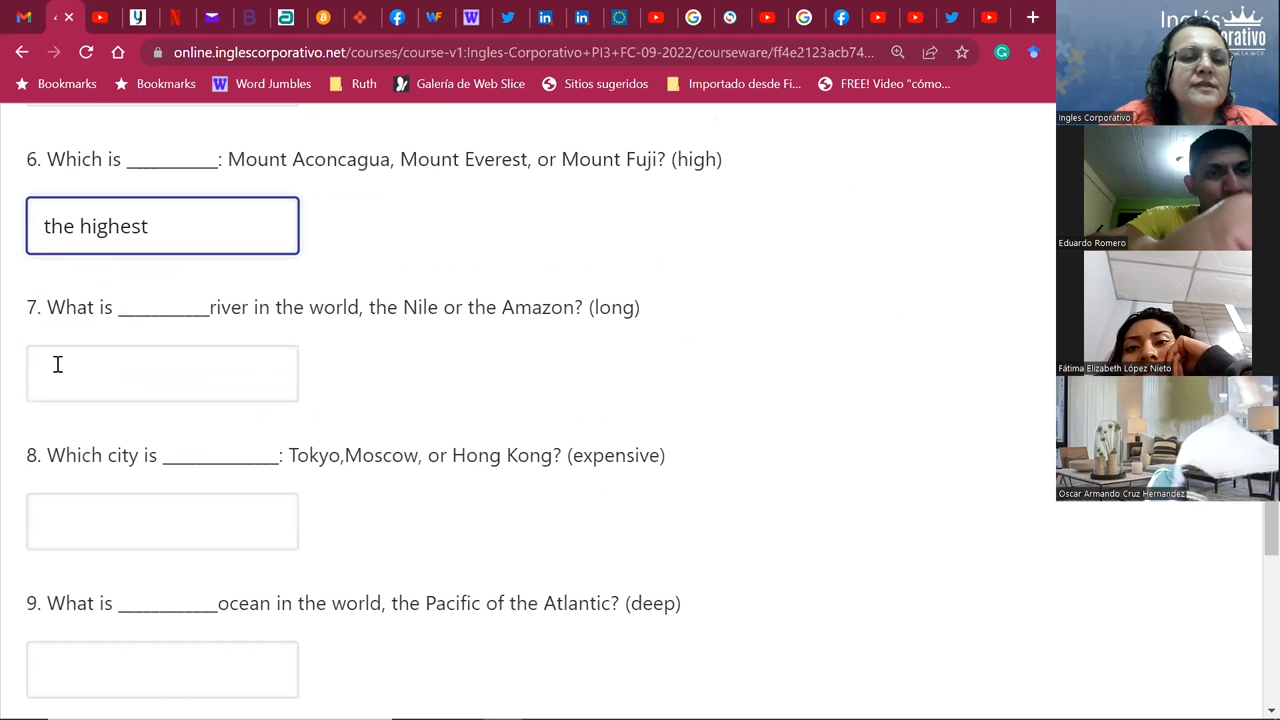 online.inglescorporativo.net/courses/course-v1:Ingles-Corporativo+PI3+FC-09-2022/courseware/ff4e2123acb74...
Bookmarks Bookmarks Word Jumbles Ruth Galería de Web Slice Sitios sugeridos Importado desde Fi... FREE! Video "cómo...
6. Which is ___________: Mount Aconcagua, Mount Everest, or Mount Fuji? (high)
the highest
7. What is ___________river in the world, the Nile or the Amazon? (long)
8. Which city is ______________: Tokyo,Moscow, or Hong Kong? (expensive)
9. What is ____________ocean in the world, the Pacific of the Atlantic? (deep)
Inglés
Ingles Corporativo
Eduardo Romero
Fátima Elizabeth López Nieto
Oscar Armando Cruz Hernandez